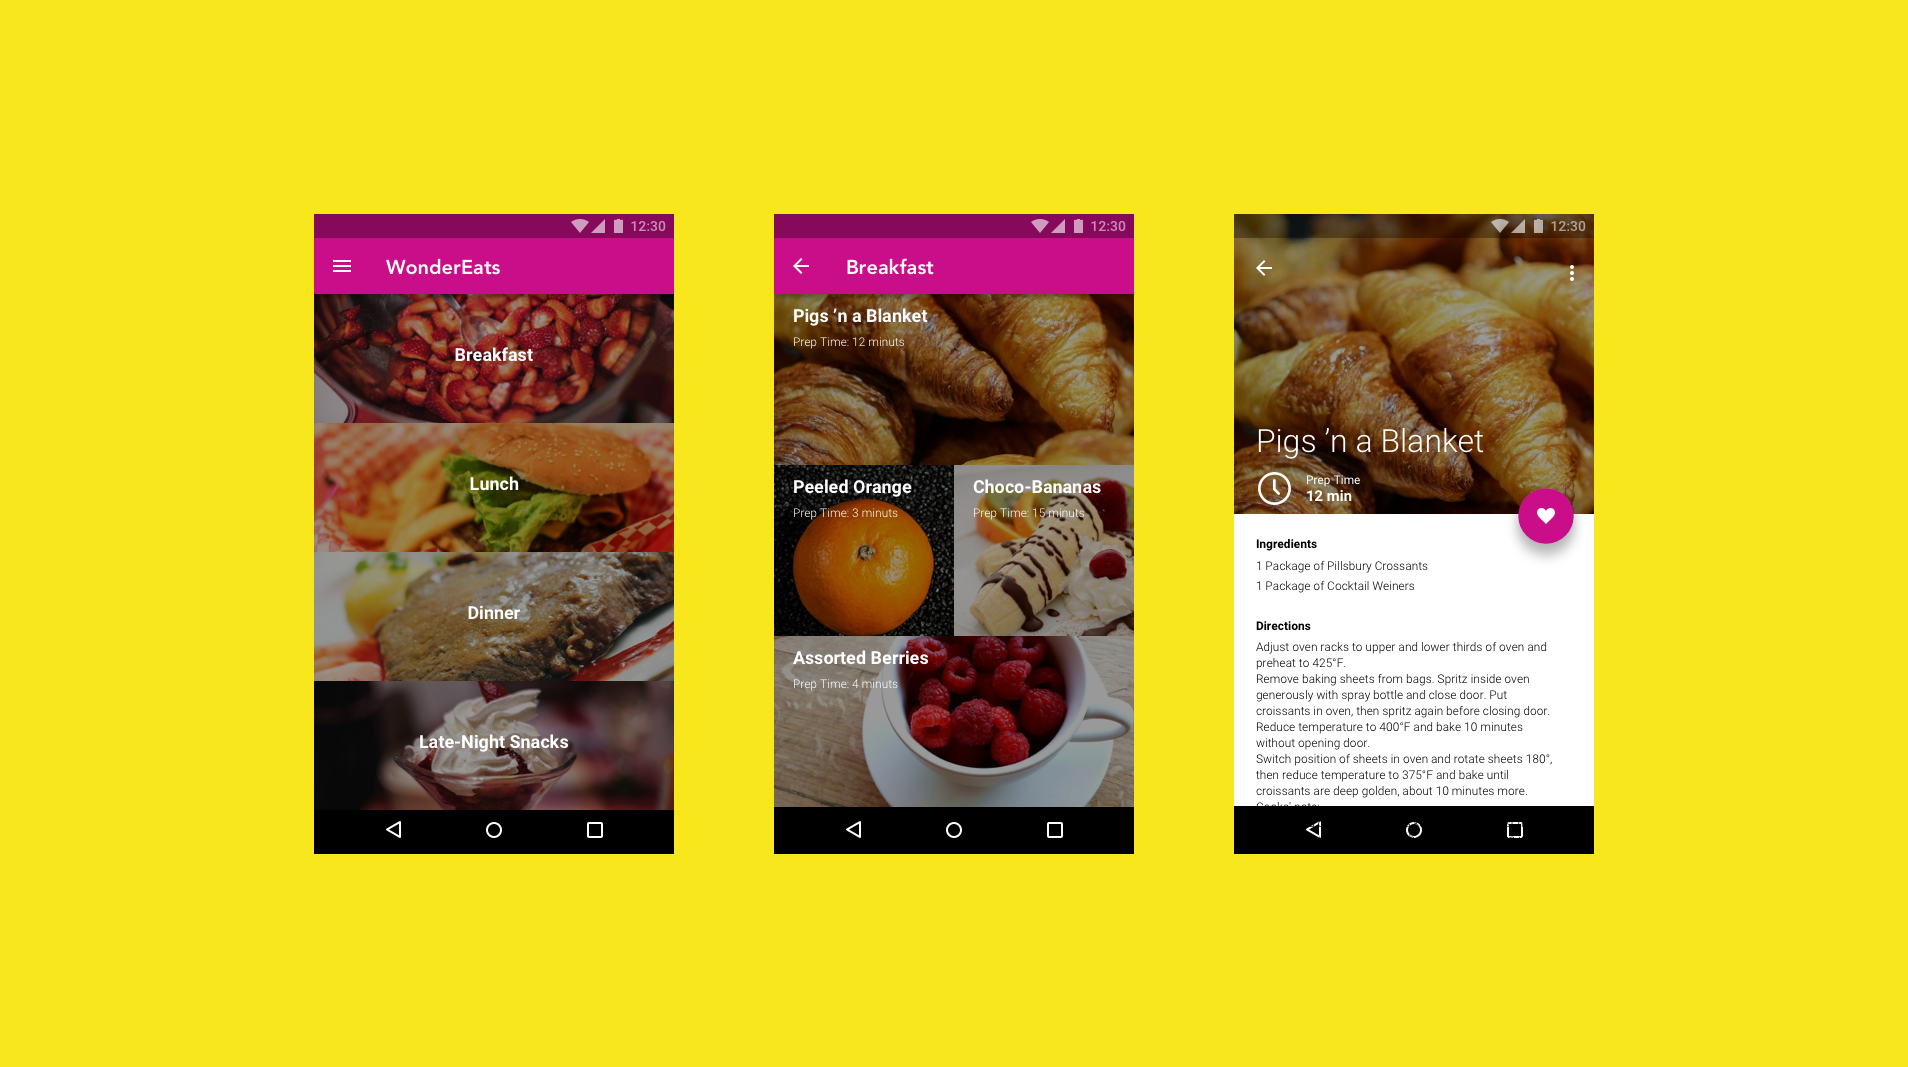 12:30
WonderEats
Breakfast
Lunch
Dinner
Late-Night Snacks
12:30
Breakfast
Pigs ’n a Blanket
Prep Time: 12 minuts
Peeled Orange
Prep Time: 3 minuts
Choco-Bananas
Prep Time: 15 minuts
Assorted Berries
Prep Time: 4 minuts
12:30
Pigs ’n a Blanket
Prep Time
12 min
Ingredients
1 Package of Pillsbury Crossants
1 Package of Cocktail Weiners
Directions
Adjust oven racks to upper and lower thirds of oven and
preheat to 425°F.
Remove baking sheets from bags. Spritz inside oven
generously with spray bottle and close door. Put
croissants in oven, then spritz again before closing door.
Reduce temperature to 400°F and bake 10 minutes
without opening door.
Switch position of sheets in oven and rotate sheets 180°,
then reduce temperature to 375°F and bake until
croissants are deep golden, about 10 minutes more.